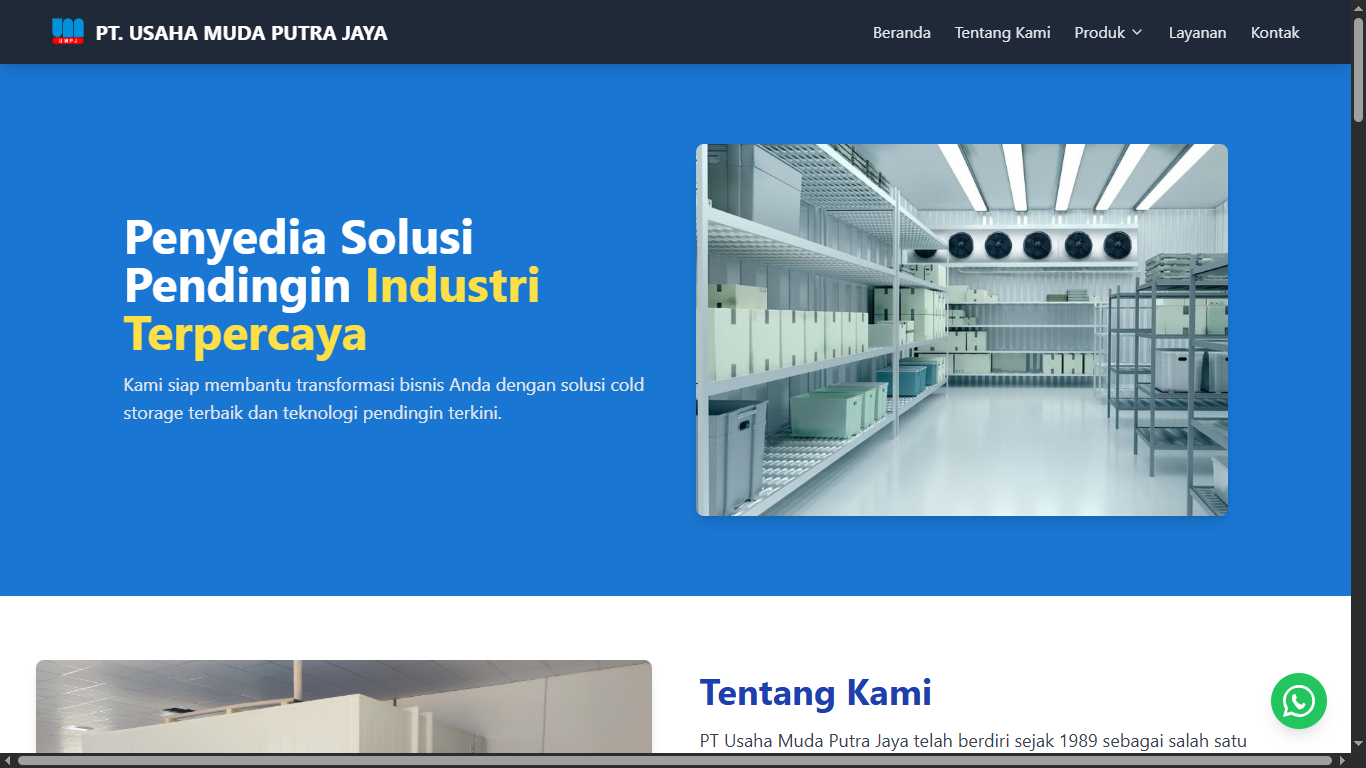 UMPJ
PT. USAHA MUDA PUTRA JAYA
Beranda
Tentang Kami
Produk
Layanan
Kontak
Penyedia Solusi
Pendingin Industri
Terpercaya
Kami siap membantu transformasi bisnis Anda dengan solusi cold
storage terbaik dan teknologi pendingin terkini.
Tentang Kami
PT Usaha Muda Putra Jaya telah berdiri sejak 1989 sebagai salah satu